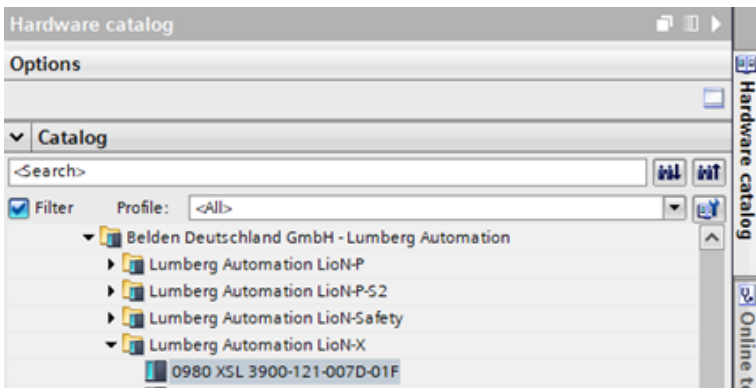 Hardware catalog
Options
Catalog
<Search>
Filter Profile: <All>
Belden Deutschland GmbH - Lumberg Automation
Lumberg Automation LioN-P
Lumberg Automation LioN-P-S2
Lumberg Automation LioN-Safety
Lumberg Automation LioN-X
0980 XSL 3900-121-007D-01F
Hardware catalog
Online